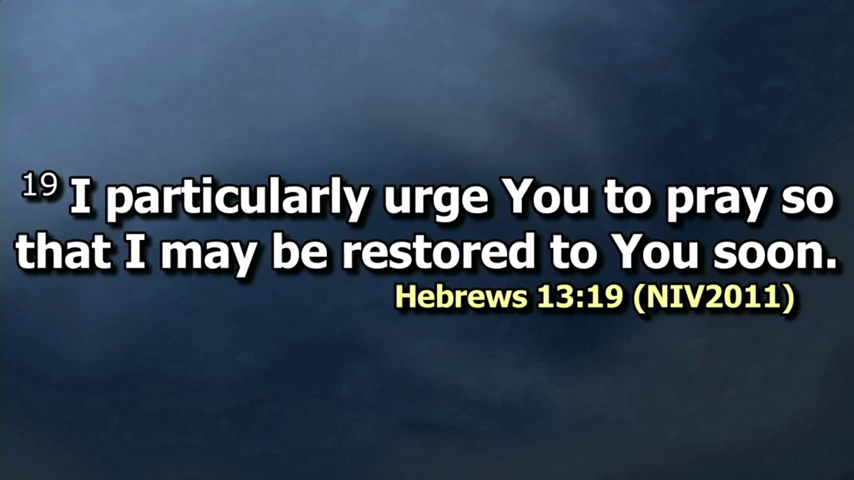 19 I particularly urge You to pray so
that I may be restored to You soon.
Hebrews 13:19 (NIV2011)